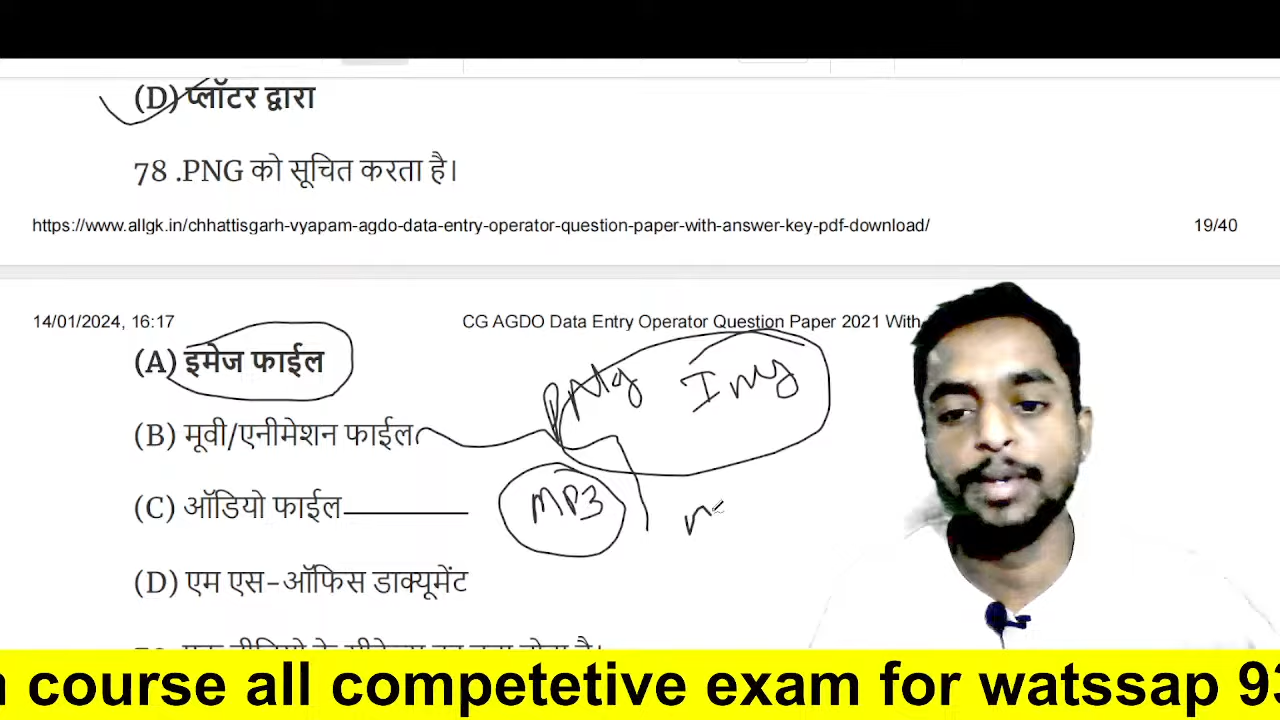 (D) प्लॉटर द्वारा
78 .PNG को सूचित करता है।
https://www.allgk.in/chhattisgarh-vyapam-agdo-data-entry-operator-question-paper-with-answer-key-pdf-download/ 19/40
14/01/2024, 16:17 CG AGDO Data Entry Operator Question Paper 2021 With
(A) इमेज फाईल
PNg Img
(B) मूवी/एनीमेशन फाईल
(C) ऑडियो फाईल MP3
(D) एम एस-ऑफिस डाक्यूमेंट
course all competetive exam for watssap 93